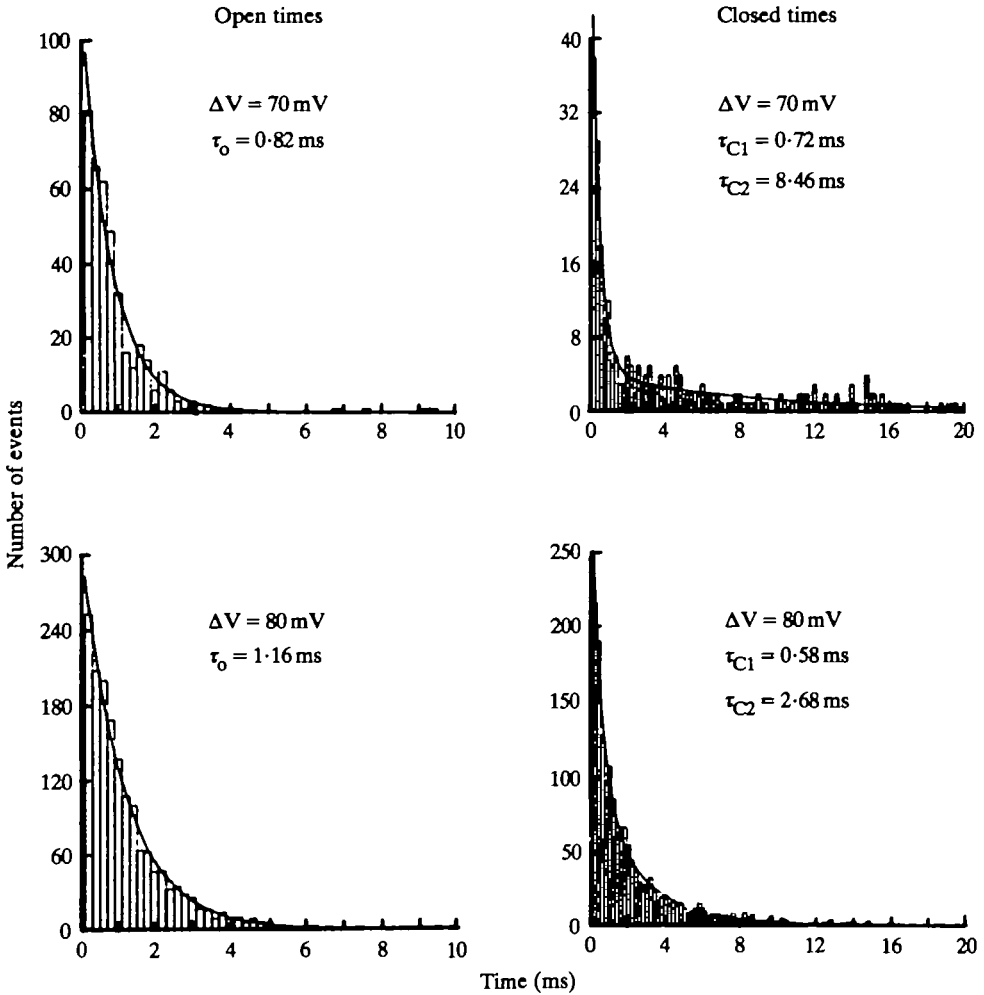 Open times
Closed times
100
80
60
40
20
0
ΔV = 70 mV
τo = 0·82 ms
0 2 4 6 8 10
40
32
24
16
8
0
ΔV = 70 mV
τC1 = 0·72 ms
τC2 = 8·46 ms
0 4 8 12 16 20
Number of events
300
240
180
120
60
0
ΔV = 80 mV
τo = 1·16 ms
0 2 4 6 8 10
250
200
150
100
50
0
ΔV = 80 mV
τC1 = 0·58 ms
τC2 = 2·68 ms
0 4 8 12 16 20
Time (ms)